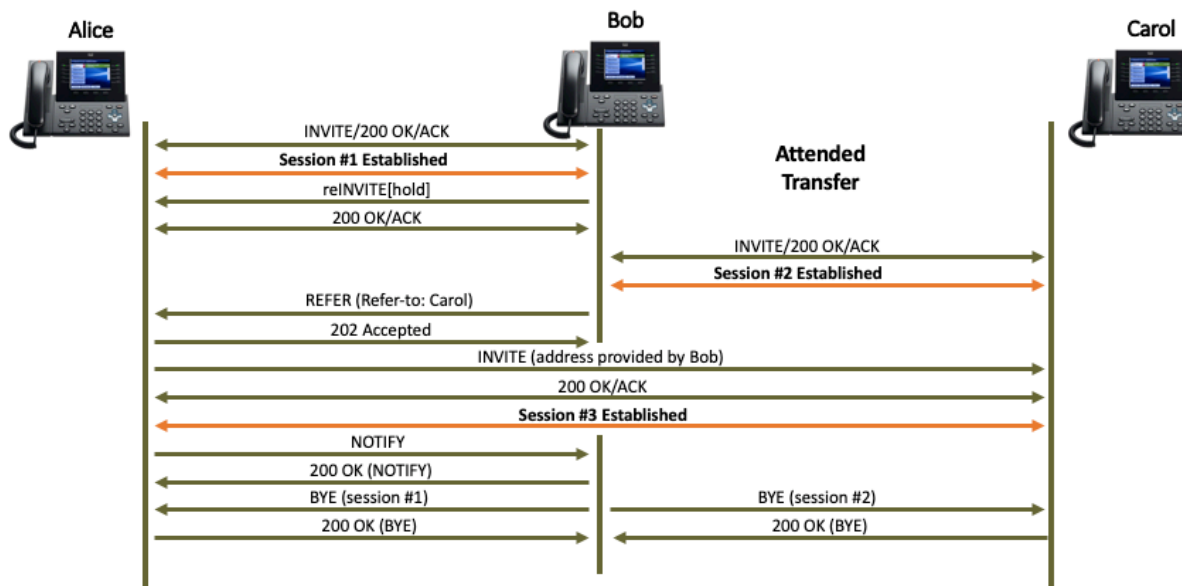 Alice
Bob
Carol
INVITE/200 OK/ACK
Session #1 Established
Attended
Transfer
reINVITE[hold]
200 OK/ACK
INVITE/200 OK/ACK
Session #2 Established
REFER (Refer-to: Carol)
202 Accepted
INVITE (address provided by Bob)
200 OK/ACK
Session #3 Established
NOTIFY
200 OK (NOTIFY)
BYE (session #1)
BYE (session #2)
200 OK (BYE)
200 OK (BYE)